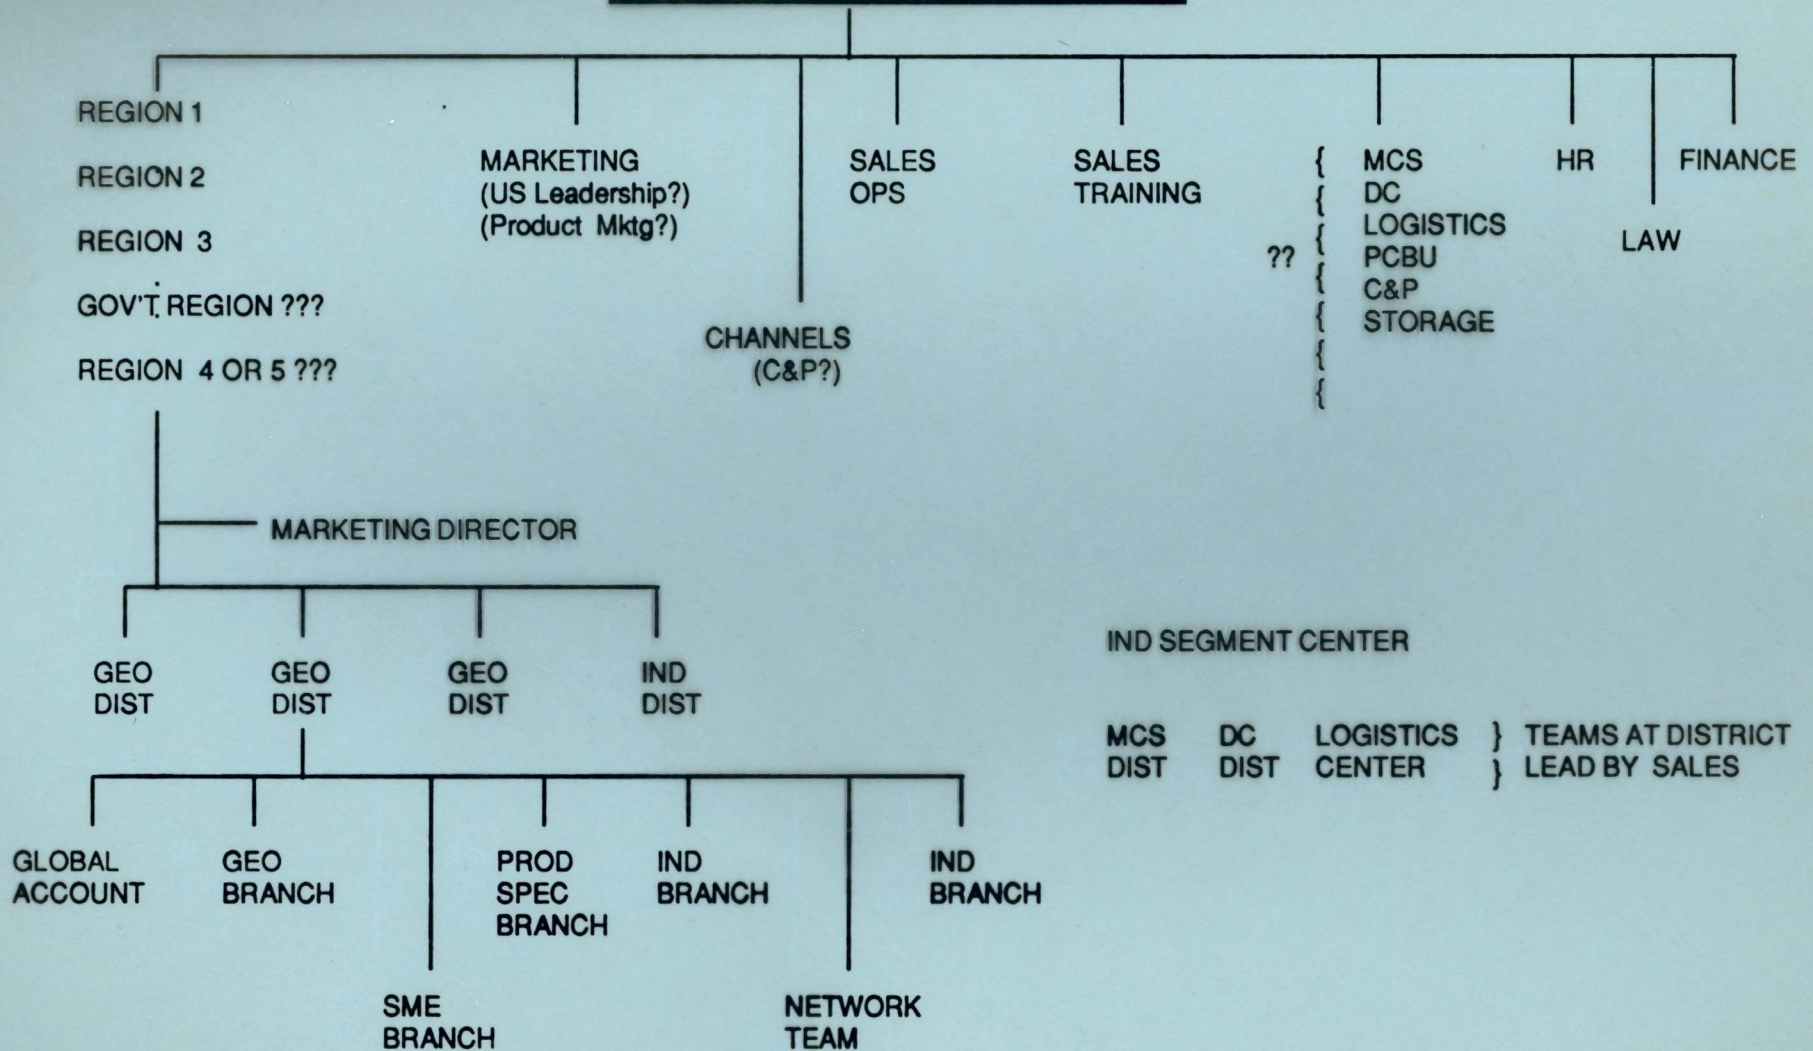 REGION 1
REGION 2
REGION 3
GOV'T. REGION ???
REGION 4 OR 5 ???
MARKETING
(US Leadership?)
(Product Mktg?)
CHANNELS
(C&P?)
SALES
OPS
SALES
TRAINING
??
{ MCS
{ DC
{ LOGISTICS
{ PCBU
{ C&P
{ STORAGE
{
{
HR
LAW
FINANCE
MARKETING DIRECTOR
GEO
DIST
GEO
DIST
GEO
DIST
IND
DIST
GLOBAL
ACCOUNT
GEO
BRANCH
SME
BRANCH
PROD
SPEC
BRANCH
IND
BRANCH
NETWORK
TEAM
IND
BRANCH
IND SEGMENT CENTER
MCS DC LOGISTICS } TEAMS AT DISTRICT
DIST DIST CENTER } LEAD BY SALES